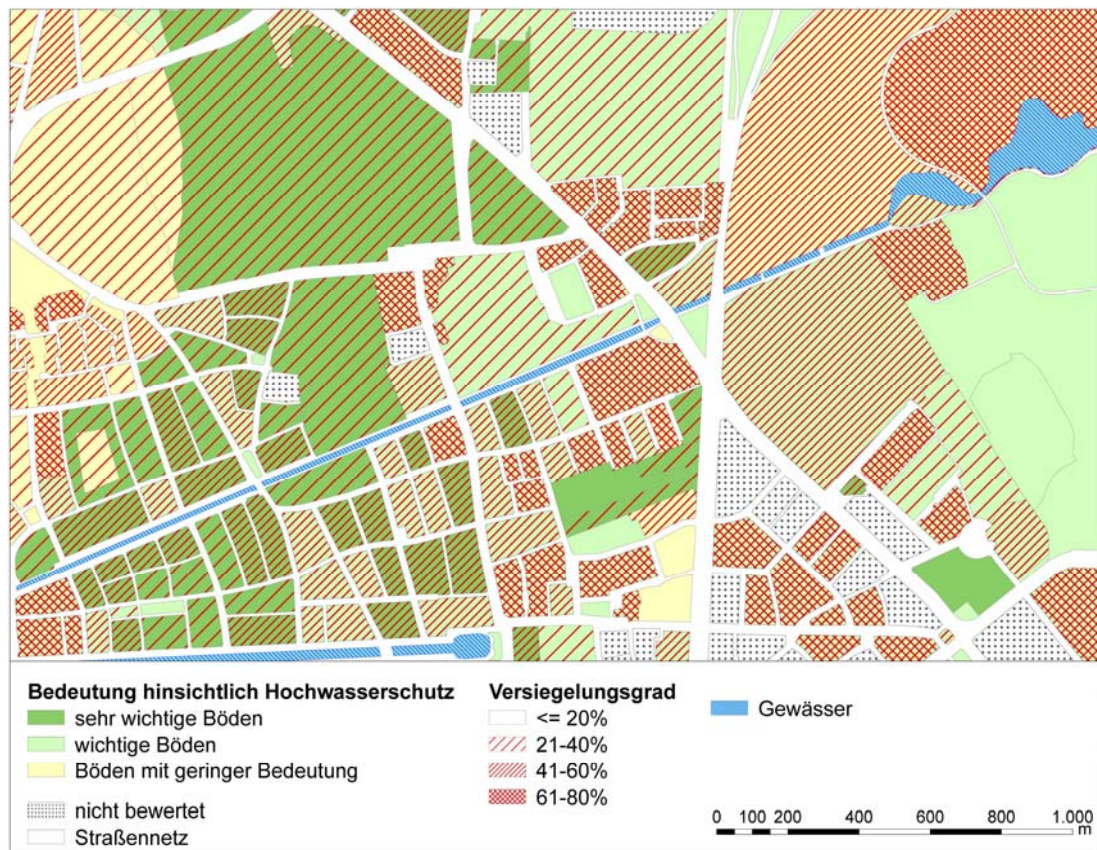 Bedeutung hinsichtlich Hochwasserschutz
sehr wichtige Böden
wichtige Böden
Böden mit geringer Bedeutung
nicht bewertet
Straßennetz
Versiegelungsgrad
<= 20%
21-40%
41-60%
61-80%
Gewässer
0 100 200 400 600 800 1.000
m